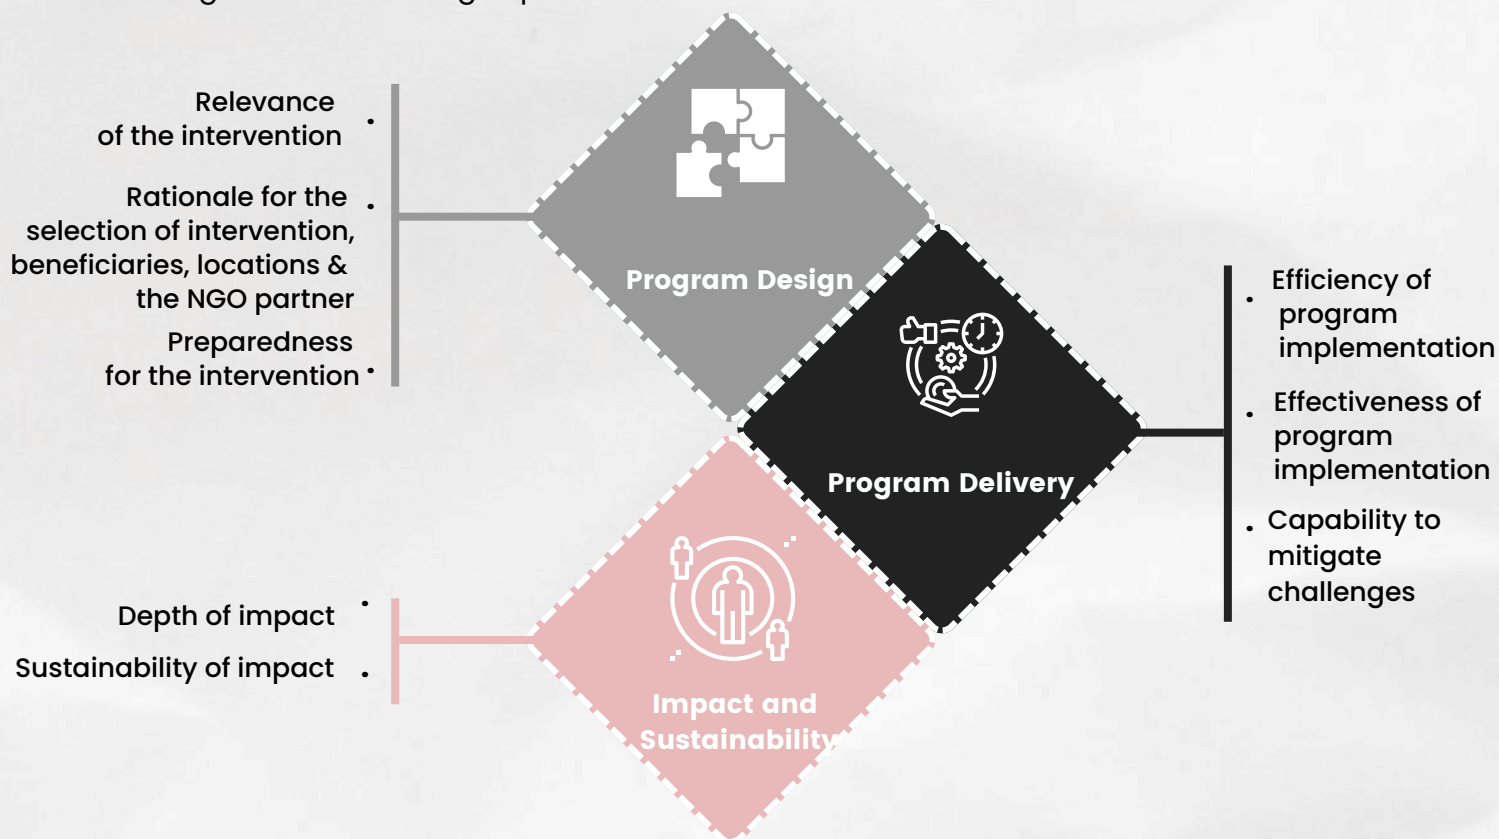 Relevance
of the intervention
Rationale for the
selection of intervention,
beneficiaries, locations &
the NGO partner
Preparedness
for the intervention
Program Design
Efficiency of
program
implementation
Effectiveness of
program
implementation
Capability to
mitigate
challenges
Program Delivery
Depth of impact
Sustainability of impact
Impact and
Sustainability